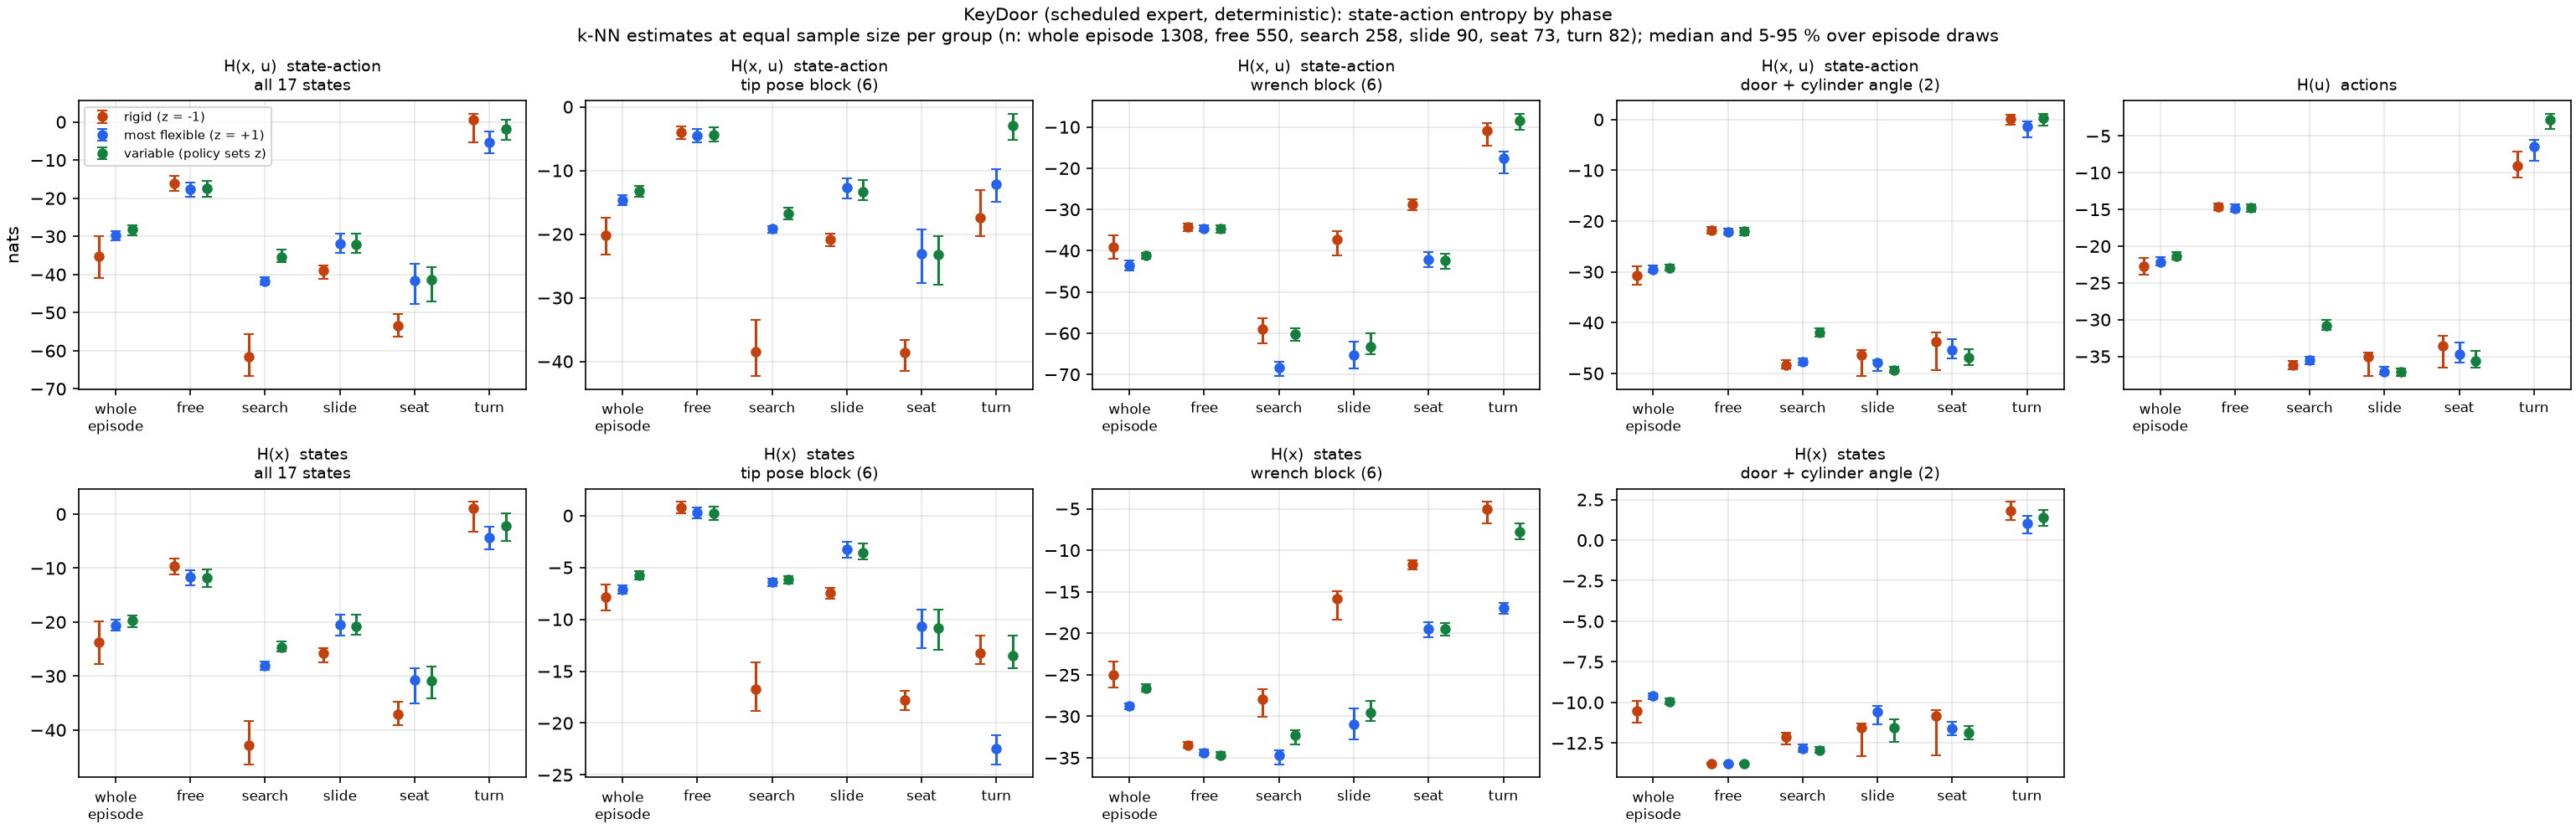 KeyDoor (scheduled expert, deterministic): state-action entropy by phase
k-NN estimates at equal sample size per group (n: whole episode 1308, free 550, search 258, slide 90, seat 73, turn 82); median and 5-95 % over episode draws
H(x, u)  state-action
all 17 states
nats
0
−10
−20
−30
−40
−50
−60
−70
rigid (z = -1)
most flexible (z = +1)
variable (policy sets z)
whole
episode
free
search
slide
seat
turn
H(x, u)  state-action
tip pose block (6)
0
−10
−20
−30
−40
whole
episode
free
search
slide
seat
turn
H(x, u)  state-action
wrench block (6)
−10
−20
−30
−40
−50
−60
−70
whole
episode
free
search
slide
seat
turn
H(x, u)  state-action
door + cylinder angle (2)
0
−10
−20
−30
−40
−50
whole
episode
free
search
slide
seat
turn
H(u)  actions
−5
−10
−15
−20
−25
−30
−35
whole
episode
free
search
slide
seat
turn
H(x)  states
all 17 states
0
−10
−20
−30
−40
whole
episode
free
search
slide
seat
turn
H(x)  states
tip pose block (6)
0
−5
−10
−15
−20
−25
whole
episode
free
search
slide
seat
turn
H(x)  states
wrench block (6)
−5
−10
−15
−20
−25
−30
−35
whole
episode
free
search
slide
seat
turn
H(x)  states
door + cylinder angle (2)
2.5
0.0
−2.5
−5.0
−7.5
−10.0
−12.5
whole
episode
free
search
slide
seat
turn